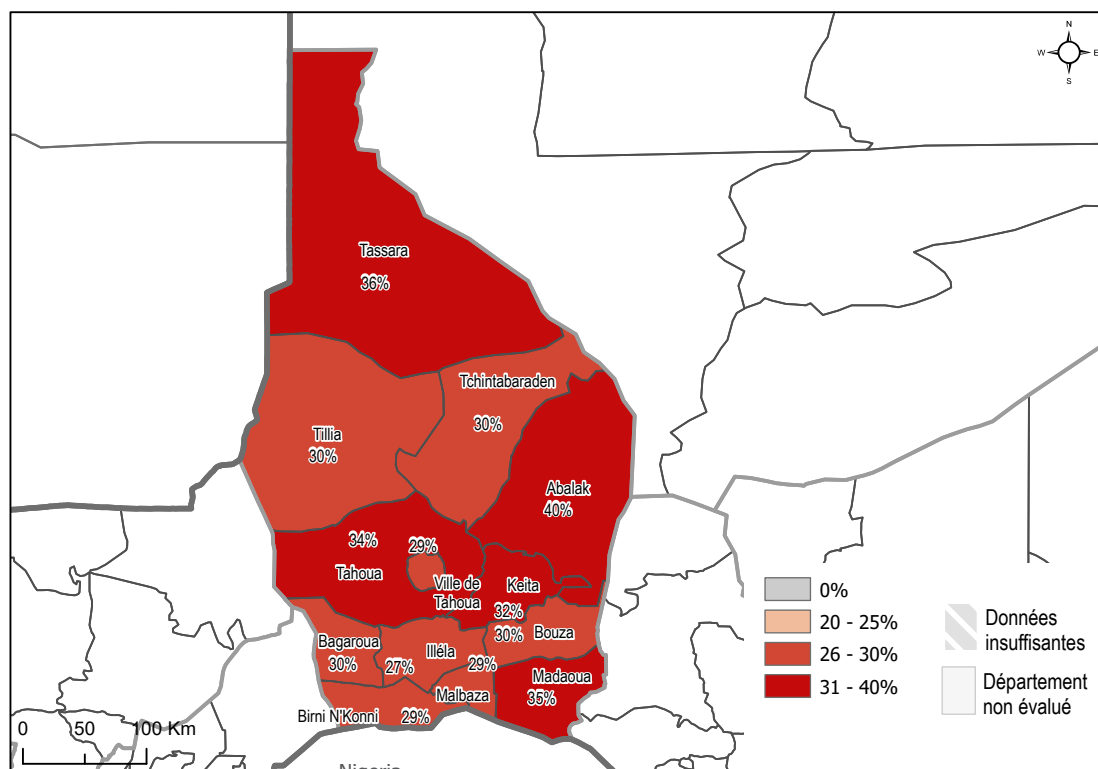 N
W
E
S
Tassara
36%
Tchintabaraden
30%
Tillia
30%
Abalak
40%
34%
29%
Tahoua
Ville de
Tahoua
Keita
32%
Bagaroua
30%
27%
Illéla
29%
30%
Bouza
Madaoua
35%
Malbaza
Birni N'Konni
29%
0%
20 - 25%
26 - 30%
31 - 40%
Données
insuffisantes
Département
non évalué
0 50 100 Km
Nigeria